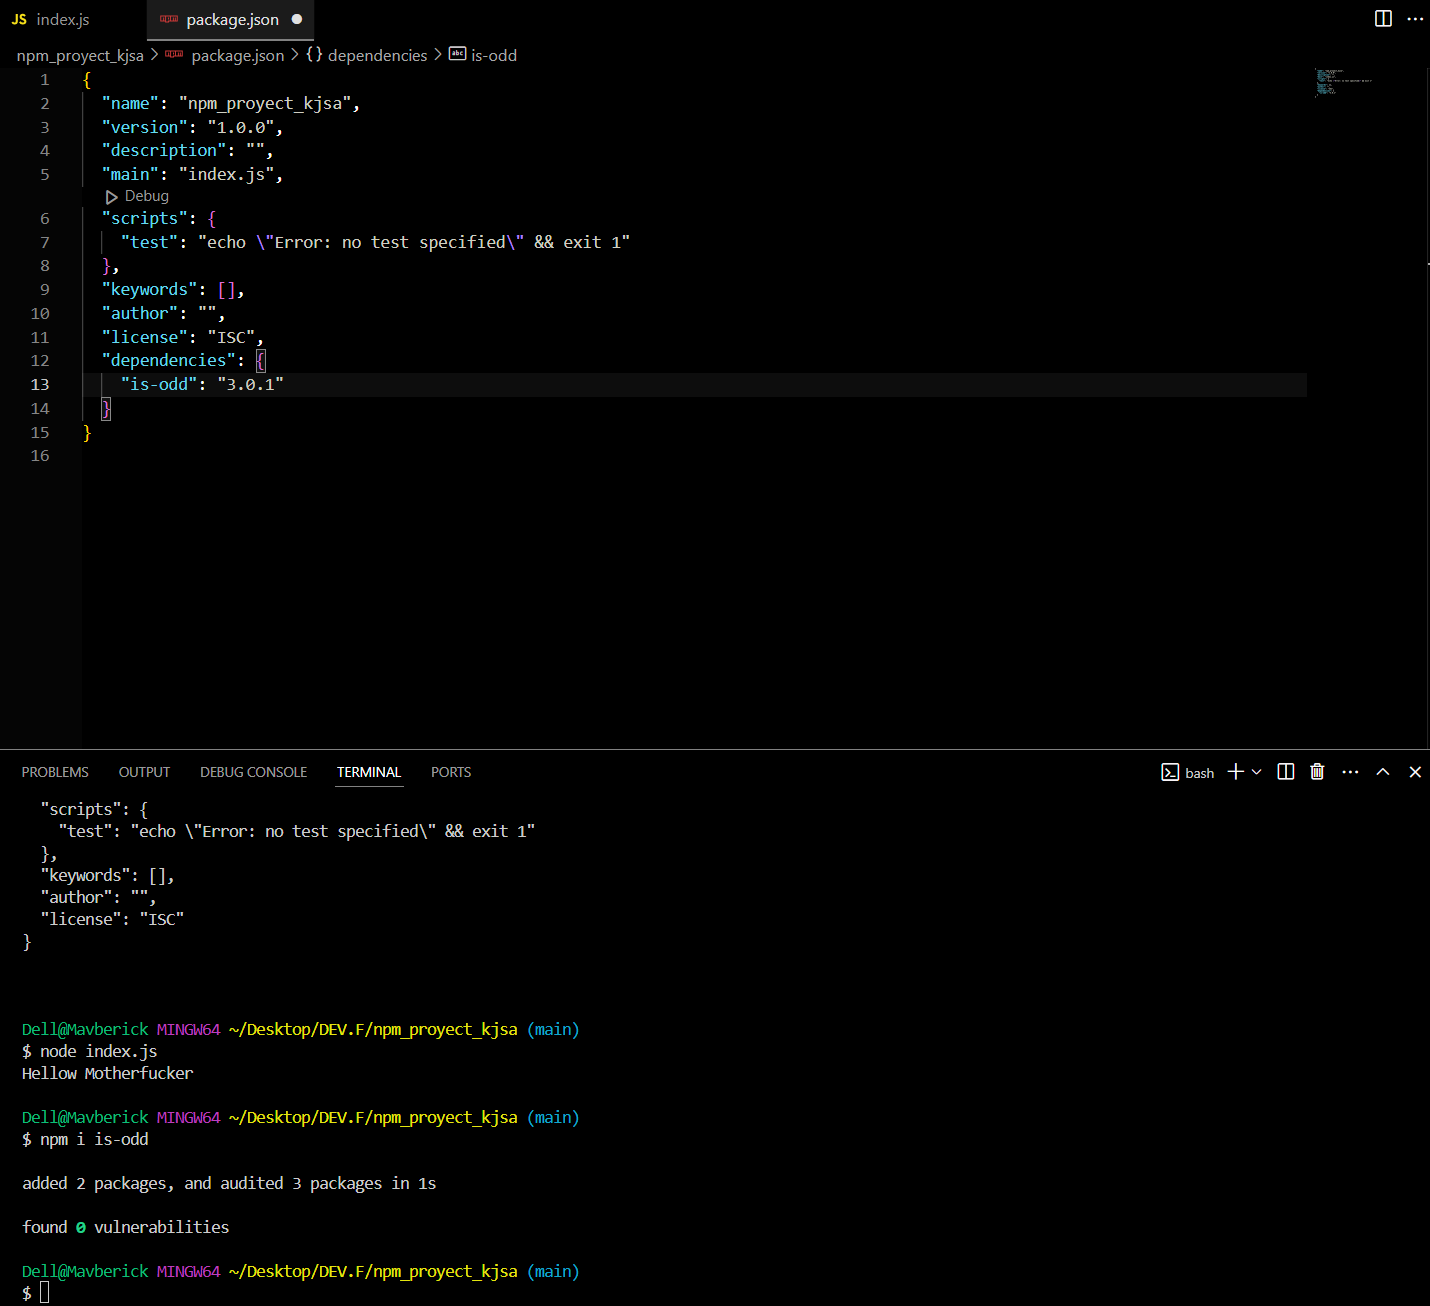 JS index.js
package.json
npm_proyect_kjsa > package.json > {} dependencies > abc is-odd
1 {
2 "name": "npm_proyect_kjsa",
3 "version": "1.0.0",
4 "description": "",
5 "main": "index.js",
Debug
6 "scripts": {
7 "test": "echo \"Error: no test specified\" && exit 1"
8 },
9 "keywords": [],
10 "author": "",
11 "license": "ISC",
12 "dependencies": {
13 "is-odd": "3.0.1"
14 }
15 }
16
PROBLEMS OUTPUT DEBUG CONSOLE TERMINAL PORTS bash
"scripts": {
"test": "echo \"Error: no test specified\" && exit 1"
},
"keywords": [],
"author": "",
"license": "ISC"
}
Dell@Mavberick MINGW64 ~/Desktop/DEV.F/npm_proyect_kjsa (main)
$ node index.js
Hellow Motherfucker
Dell@Mavberick MINGW64 ~/Desktop/DEV.F/npm_proyect_kjsa (main)
$ npm i is-odd
added 2 packages, and audited 3 packages in 1s
found 0 vulnerabilities
Dell@Mavberick MINGW64 ~/Desktop/DEV.F/npm_proyect_kjsa (main)
$